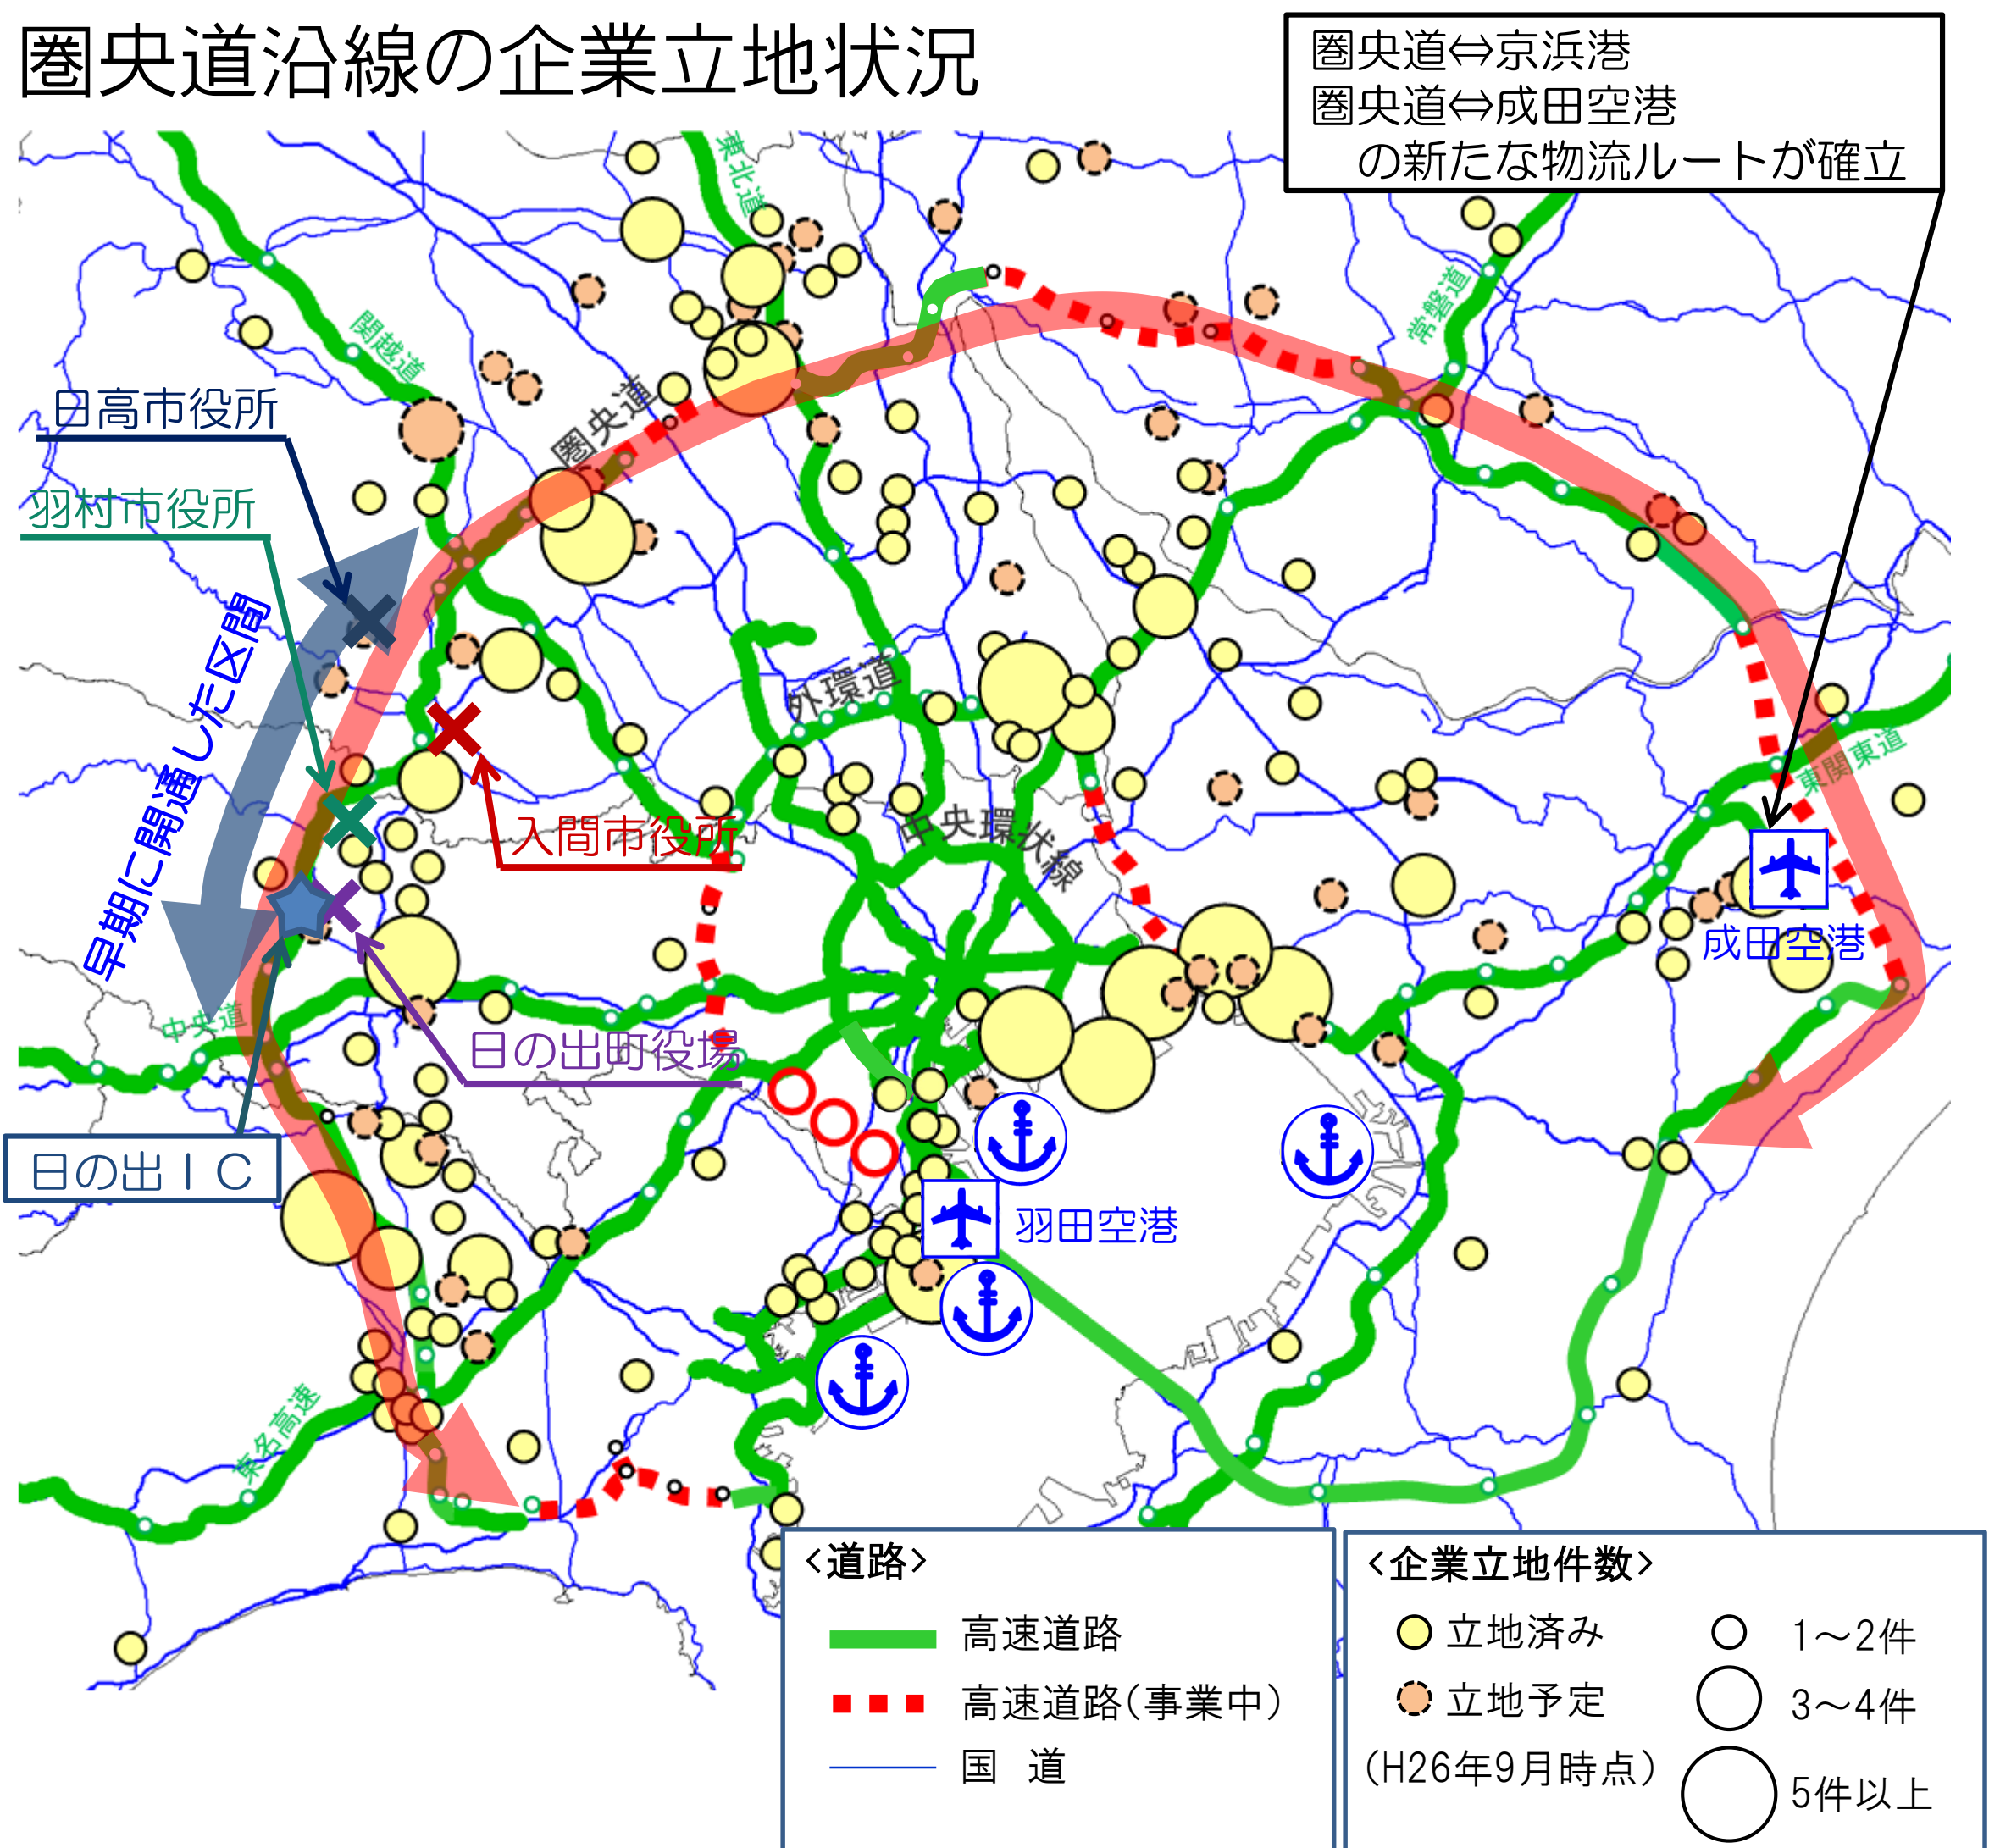 圏央道沿線の企業立地状況
圏央道⇔京浜港
圏央道⇔成田空港
の新たな物流ルートが確立
東北道
常磐道
関越道
圏央道
日高市役所
羽村市役所
早期に開通した区間
外環道
東関東道
中央環状線
入間市役所
成田空港
中央道
日の出町役場
日の出IC
羽田空港
東名高速
<道路>
高速道路
高速道路(事業中)
国 道
<企業立地件数>
立地済み
1~2件
立地予定
3~4件
(H26年9月時点)
5件以上